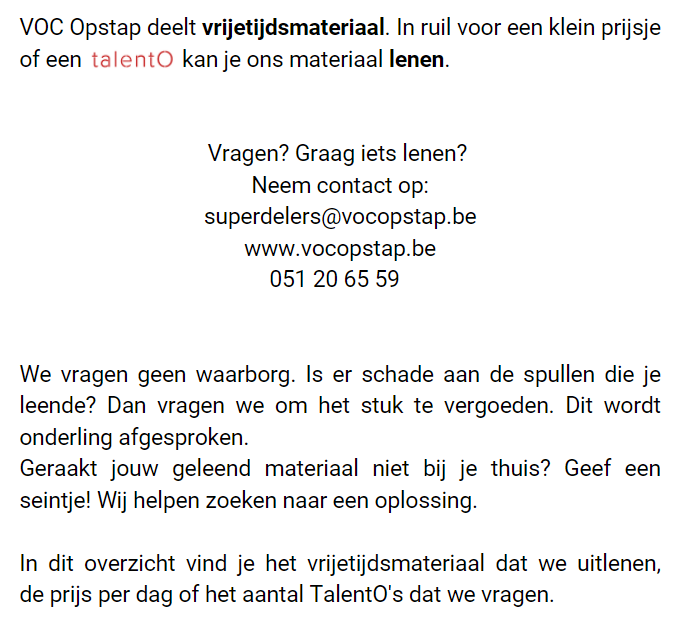 VOC Opstap deelt vrijetijdsmateriaal. In ruil voor een klein prijsje
of een talentO kan je ons materiaal lenen.
Vragen? Graag iets lenen?
Neem contact op:
superdelers@vocopstap.be
www.vocopstap.be
051 20 65 59
We vragen geen waarborg. Is er schade aan de spullen die je
leende? Dan vragen we om het stuk te vergoeden. Dit wordt
onderling afgesproken.
Geraakt jouw geleend materiaal niet bij je thuis? Geef een
seintje! Wij helpen zoeken naar een oplossing.
In dit overzicht vind je het vrijetijdsmateriaal dat we uitlenen,
de prijs per dag of het aantal TalentO's dat we vragen.